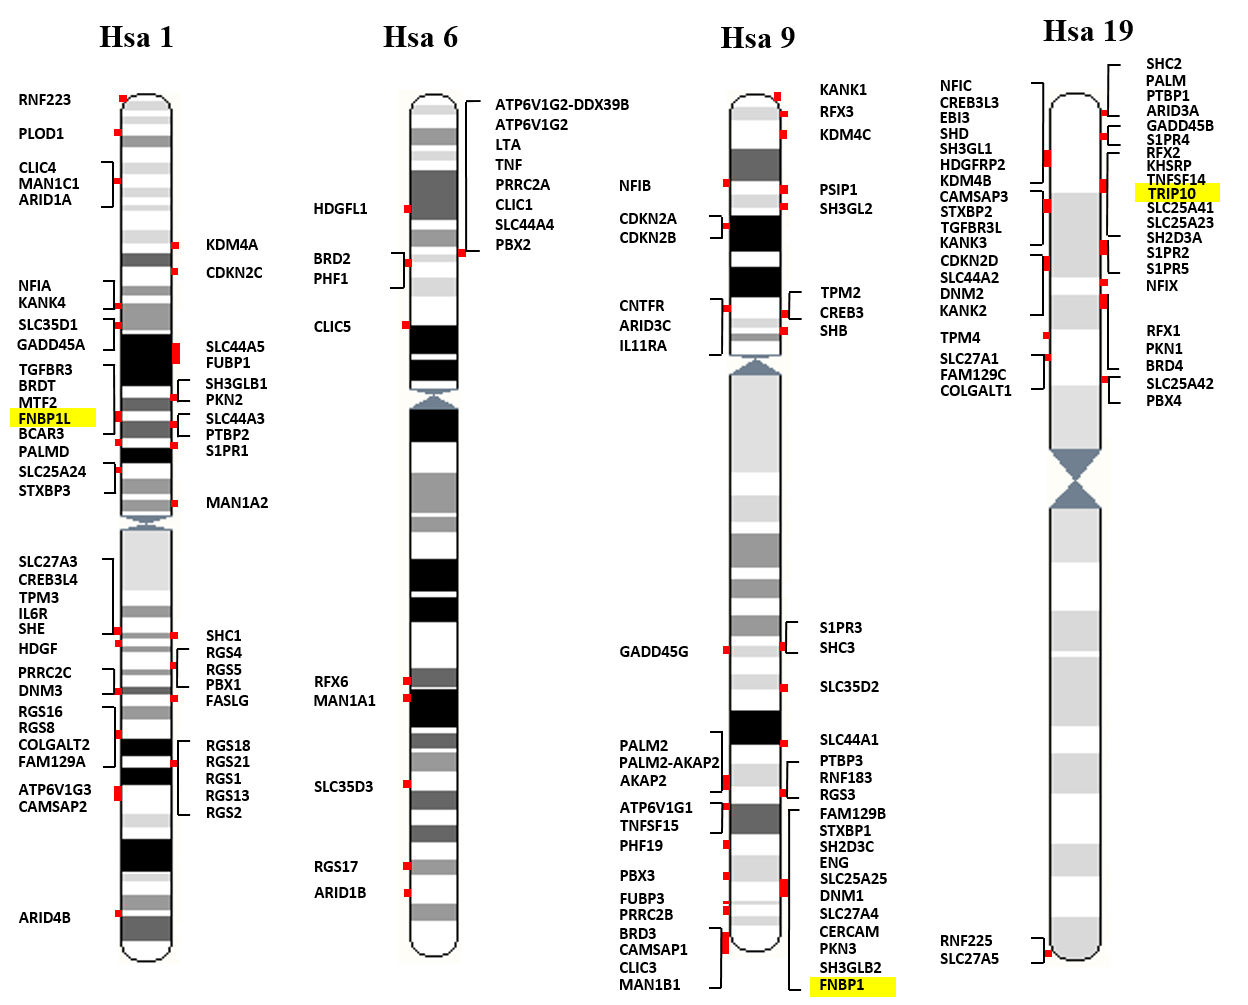 Hsa 1
RNF223
PLOD1
CLIC4
MAN1C1
ARID1A
NFIA
KANK4
SLC35D1
GADD45A
TGFBR3
BRDT
MTF2
FNBP1L
BCAR3
PALMD
SLC25A24
STXBP3
SLC27A3
CREB3L4
TPM3
IL6R
SHE
HDGF
PRRC2C
DNM3
RGS16
RGS8
COLGALT2
FAM129A
ATP6V1G3
CAMSAP2
ARID4B
KDM4A
CDKN2C
SLC44A5
FUBP1
SH3GLB1
PKN2
SLC44A3
PTBP2
S1PR1
MAN1A2
SHC1
RGS4
RGS5
PBX1
FASLG
RGS18
RGS21
RGS1
RGS13
RGS2
Hsa 6
HDGFL1
BRD2
PHF1
CLIC5
RFX6
MAN1A1
SLC35D3
RGS17
ARID1B
ATP6V1G2-DDX39B
ATP6V1G2
LTA
TNF
PRRC2A
CLIC1
SLC44A4
PBX2
Hsa 9
NFIB
CDKN2A
CDKN2B
CNTFR
ARID3C
IL11RA
GADD45G
PALM2
PALM2-AKAP2
AKAP2
ATP6V1G1
TNFSF15
PHF19
PBX3
FUBP3
PRRC2B
BRD3
CAMSAP1
CLIC3
MAN1B1
KANK1
RFX3
KDM4C
PSIP1
SH3GL2
TPM2
CREB3
SHB
S1PR3
SHC3
SLC35D2
SLC44A1
PTBP3
RNF183
RGS3
FAM129B
STXBP1
SH2D3C
ENG
SLC25A25
DNM1
SLC27A4
CERCAM
PKN3
SH3GLB2
FNBP1
Hsa 19
NFIC
CREB3L3
EBI3
SHD
SH3GL1
HDGFRP2
KDM4B
CAMSAP3
STXBP2
TGFBR3L
KANK3
CDKN2D
SLC44A2
DNM2
KANK2
TPM4
SLC27A1
FAM129C
COLGALT1
RNF225
SLC27A5
SHC2
PALM
PTBP1
ARID3A
GADD45B
S1PR4
RFX2
KHSRP
TNFSF14
TRIP10
SLC25A41
SLC25A23
SH2D3A
S1PR2
S1PR5
NFIX
RFX1
PKN1
BRD4
SLC25A42
PBX4